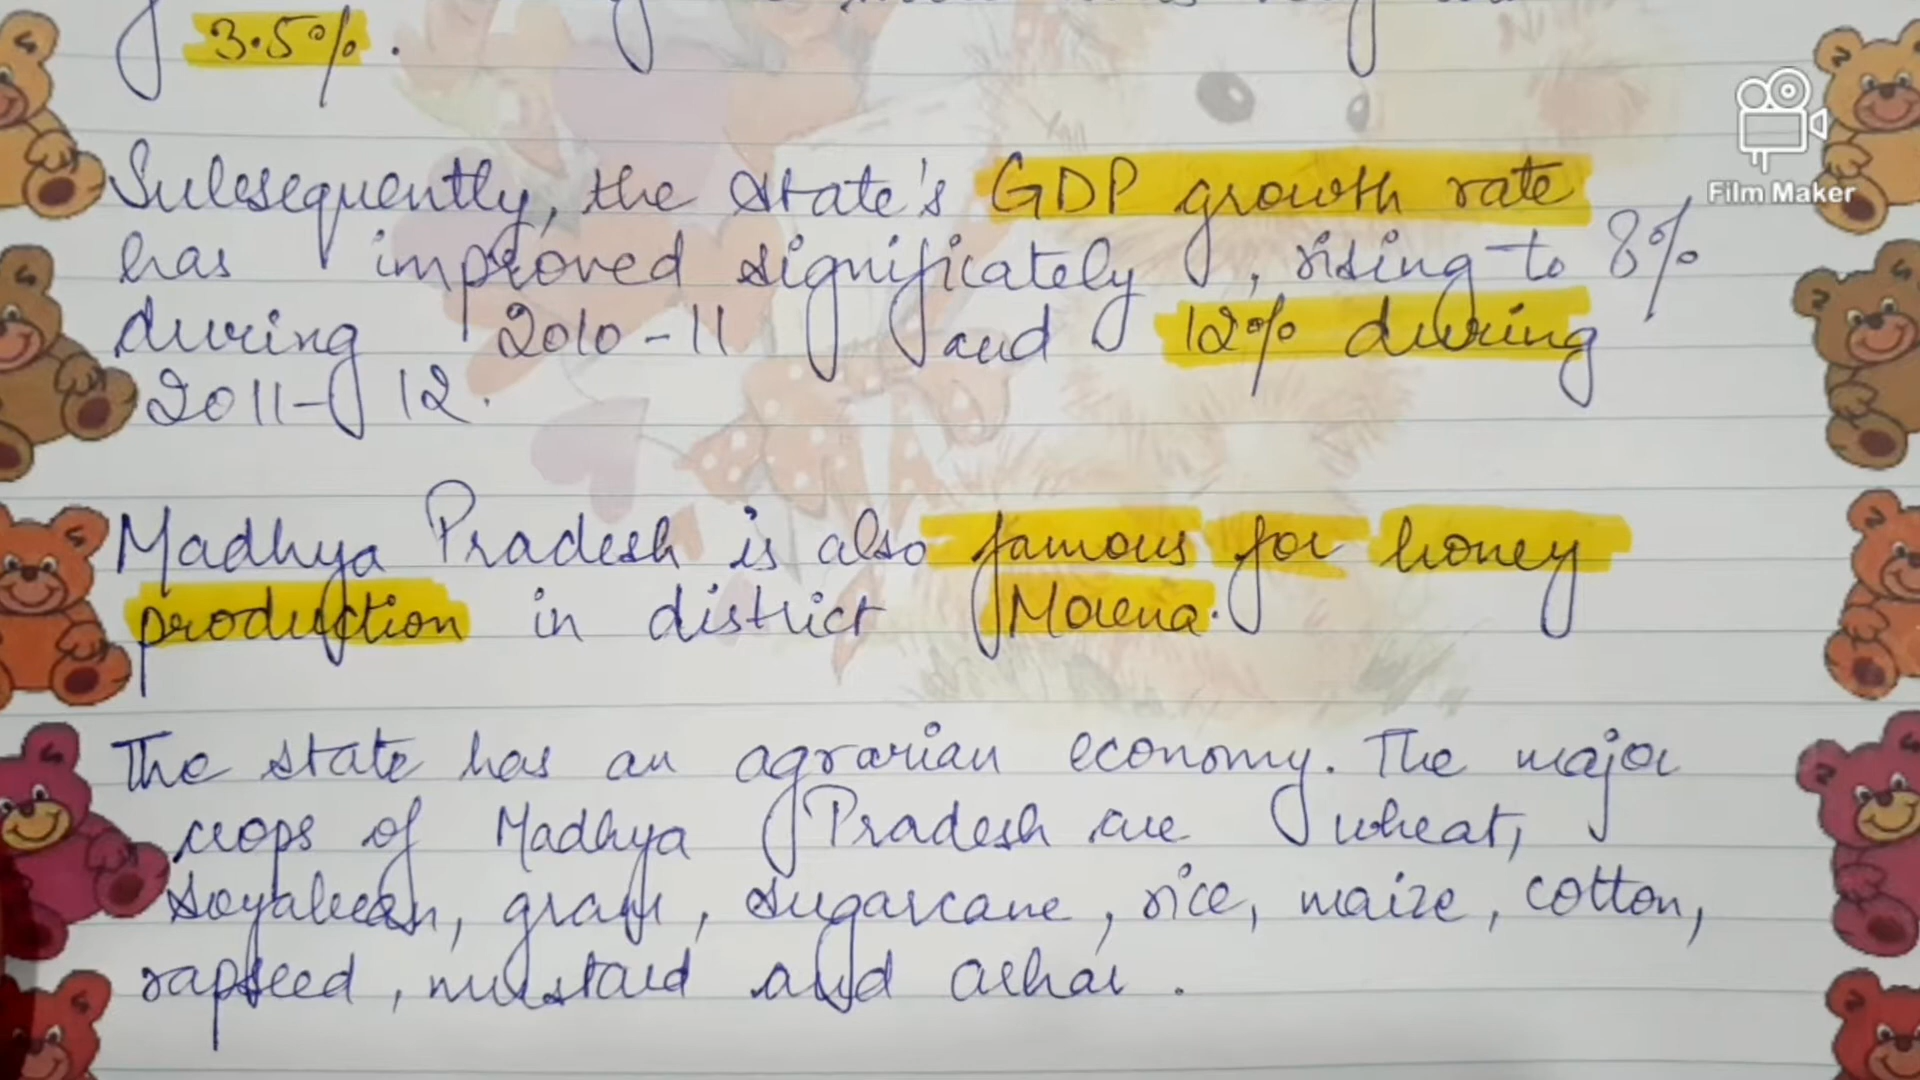 3.5%.
Subsequently, the state's GDP growth rate
has improved significately, rising to 8%
during 2010-11 and 12% during
2011-12.
Madhya Pradesh is also famous for honey
production in district Morena.
The state has an agrarian economy. The major
crops of Madhya Pradesh are wheat,
soyabean, gram, sugarcane, rice, maize, cotton,
rapseed, mustard and arhar.
Film Maker